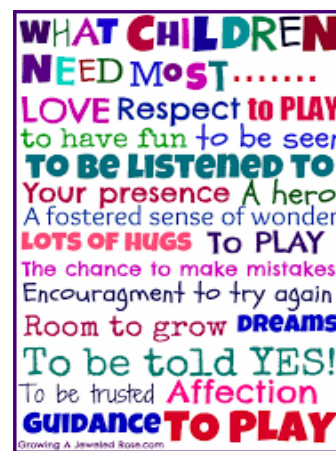 WHAT CHILDREN
NEED MOST.......
LOVE Respect to PLAY
to have fun to be seen
TO BE LISTENED TO
Your presence A hero
A fostered sense of wonder
LOTS OF HUGS To PLAY
The chance to make mistakes
Encouragment to try again
Room to grow DREAMS
To be told YES!
To be trusted Affection
GUIDANCE TO PLAY
Growing A Jeweled Rose.com